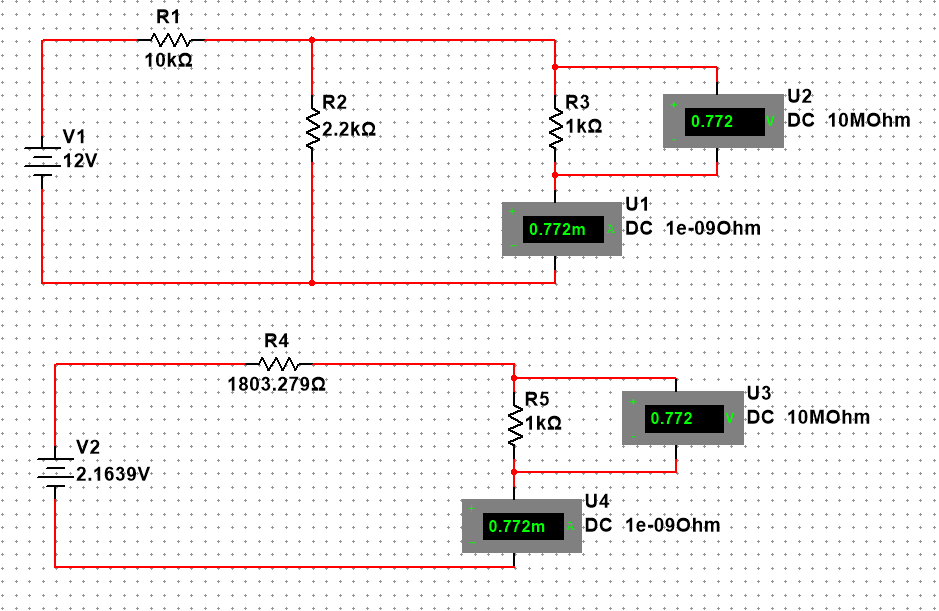 R1
10kΩ
R2
2.2kΩ
V1
12V
R3
1kΩ
U2
+
0.772 V
-
DC 10MOhm
U1
+
0.772m A
-
DC 1e-09Ohm
R4
1803.279Ω
R5
1kΩ
U3
+
0.772 V
-
DC 10MOhm
V2
2.1639V
U4
+
0.772m A
-
DC 1e-09Ohm